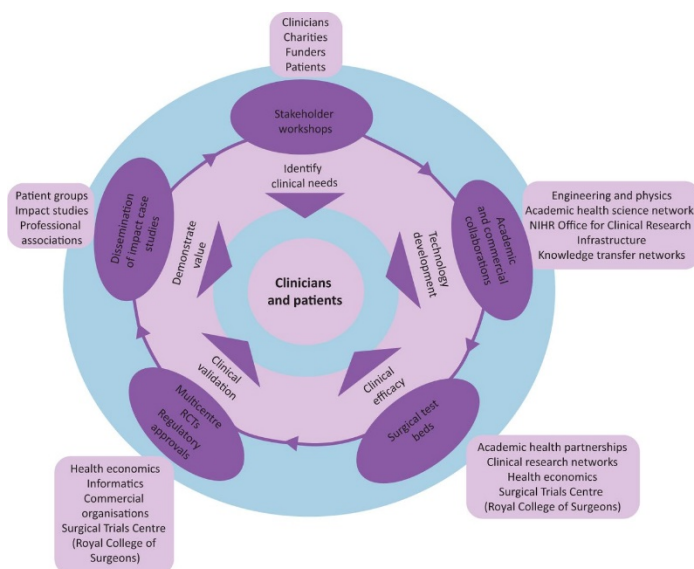 Clinicians
Charities
Funders
Patients
Stakeholder
workshops
Identify
clinical needs
Engineering and physics
Academic health science network
NIHR Office for Clinical Research
Infrastructure
Knowledge transfer networks
Academic
and commercial
collaborations
Technology
development
Academic health partnerships
Clinical research networks
Health economics
Surgical Trials Centre
(Royal College of Surgeons)
Surgical test
beds
Clinical
efficacy
Health economics
Informatics
Commercial
organisations
Surgical Trials Centre
(Royal College of
Surgeons)
Multicentre
RCTs
Regulatory
approvals
Clinical
validation
Patient groups
Impact studies
Professional
associations
Dissemination
of impact case
studies
Demonstrate
value
Clinicians
and patients